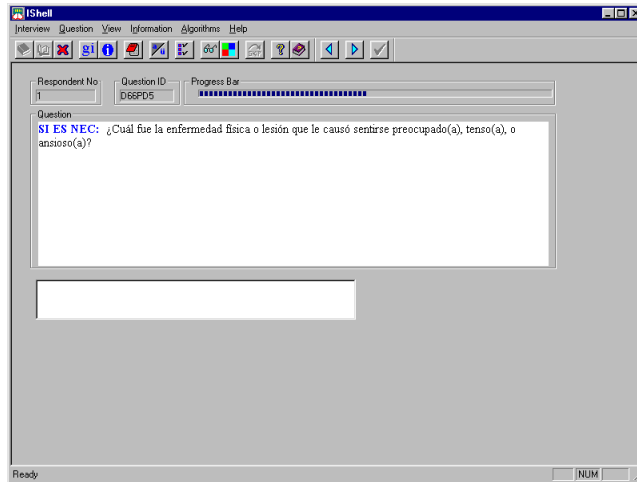 IShell
Interview Question View Information Algorithms Help
gi
Respondent No
Question ID
Progress Bar
1
D66PD5
Question
SI ES NEC: ¿Cuál fue la enfermedad física o lesión que le causó sentirse preocupado(a), tenso(a), o
ansioso(a)?
Ready
NUM